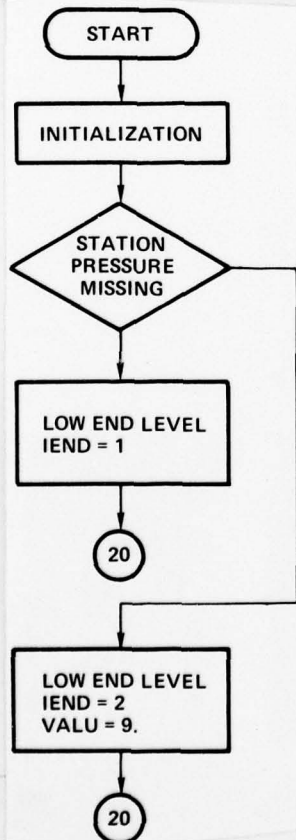 START
INITIALIZATION
STATION
PRESSURE
MISSING
LOW END LEVEL
IEND = 1
20
LOW END LEVEL
IEND = 2
VALU = 9.
20